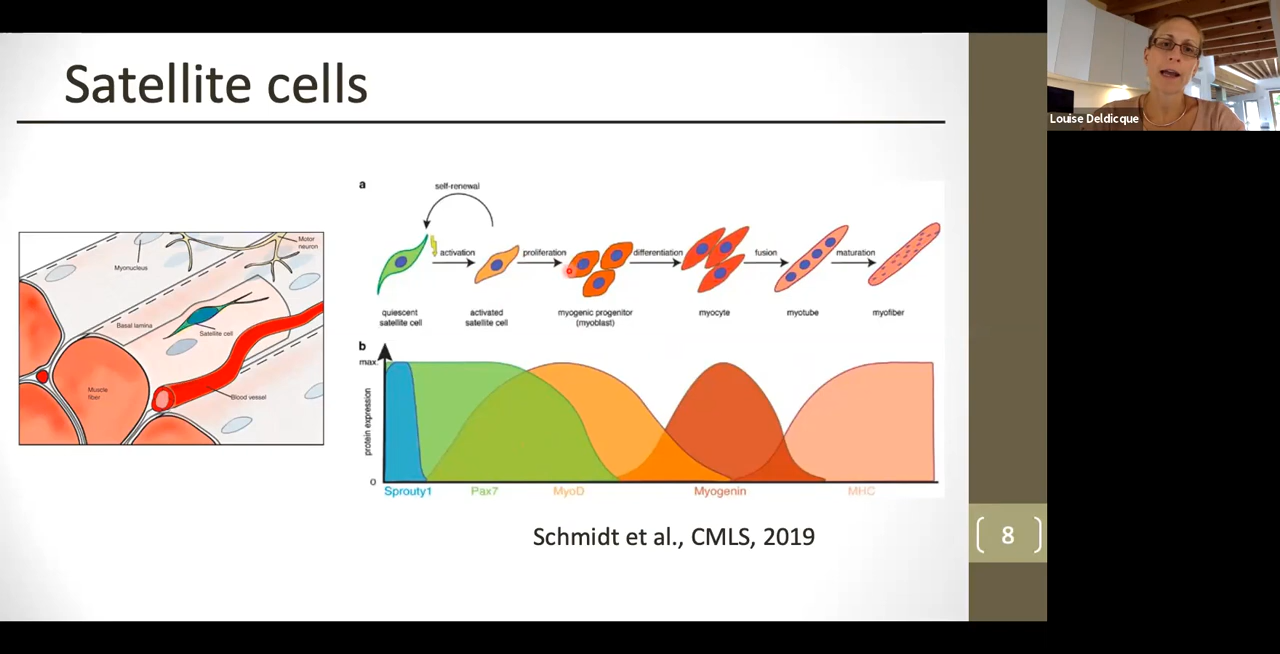 Satellite cells
Louise Deldicque
Motor
neuron
Myonucleus
Basal lamina
Satellite cell
Muscle
fiber
Blood vessel
a
self-renewal
activation
proliferation
differentiation
fusion
maturation
quiescent
satellite cell
activated
satellite cell
myogenic progenitor
(myoblast)
myocyte
myotube
myofiber
b
max
protein expression
0
Sprouty1
Pax7
MyoD
Myogenin
MHC
Schmidt et al., CMLS, 2019
8